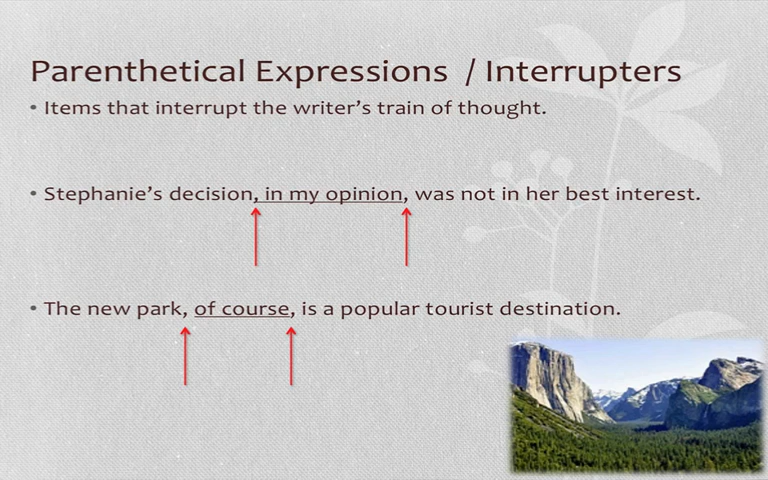 Parenthetical Expressions / Interrupters
• Items that interrupt the writer's train of thought.
• Stephanie's decision, in my opinion, was not in her best interest.
• The new park, of course, is a popular tourist destination.